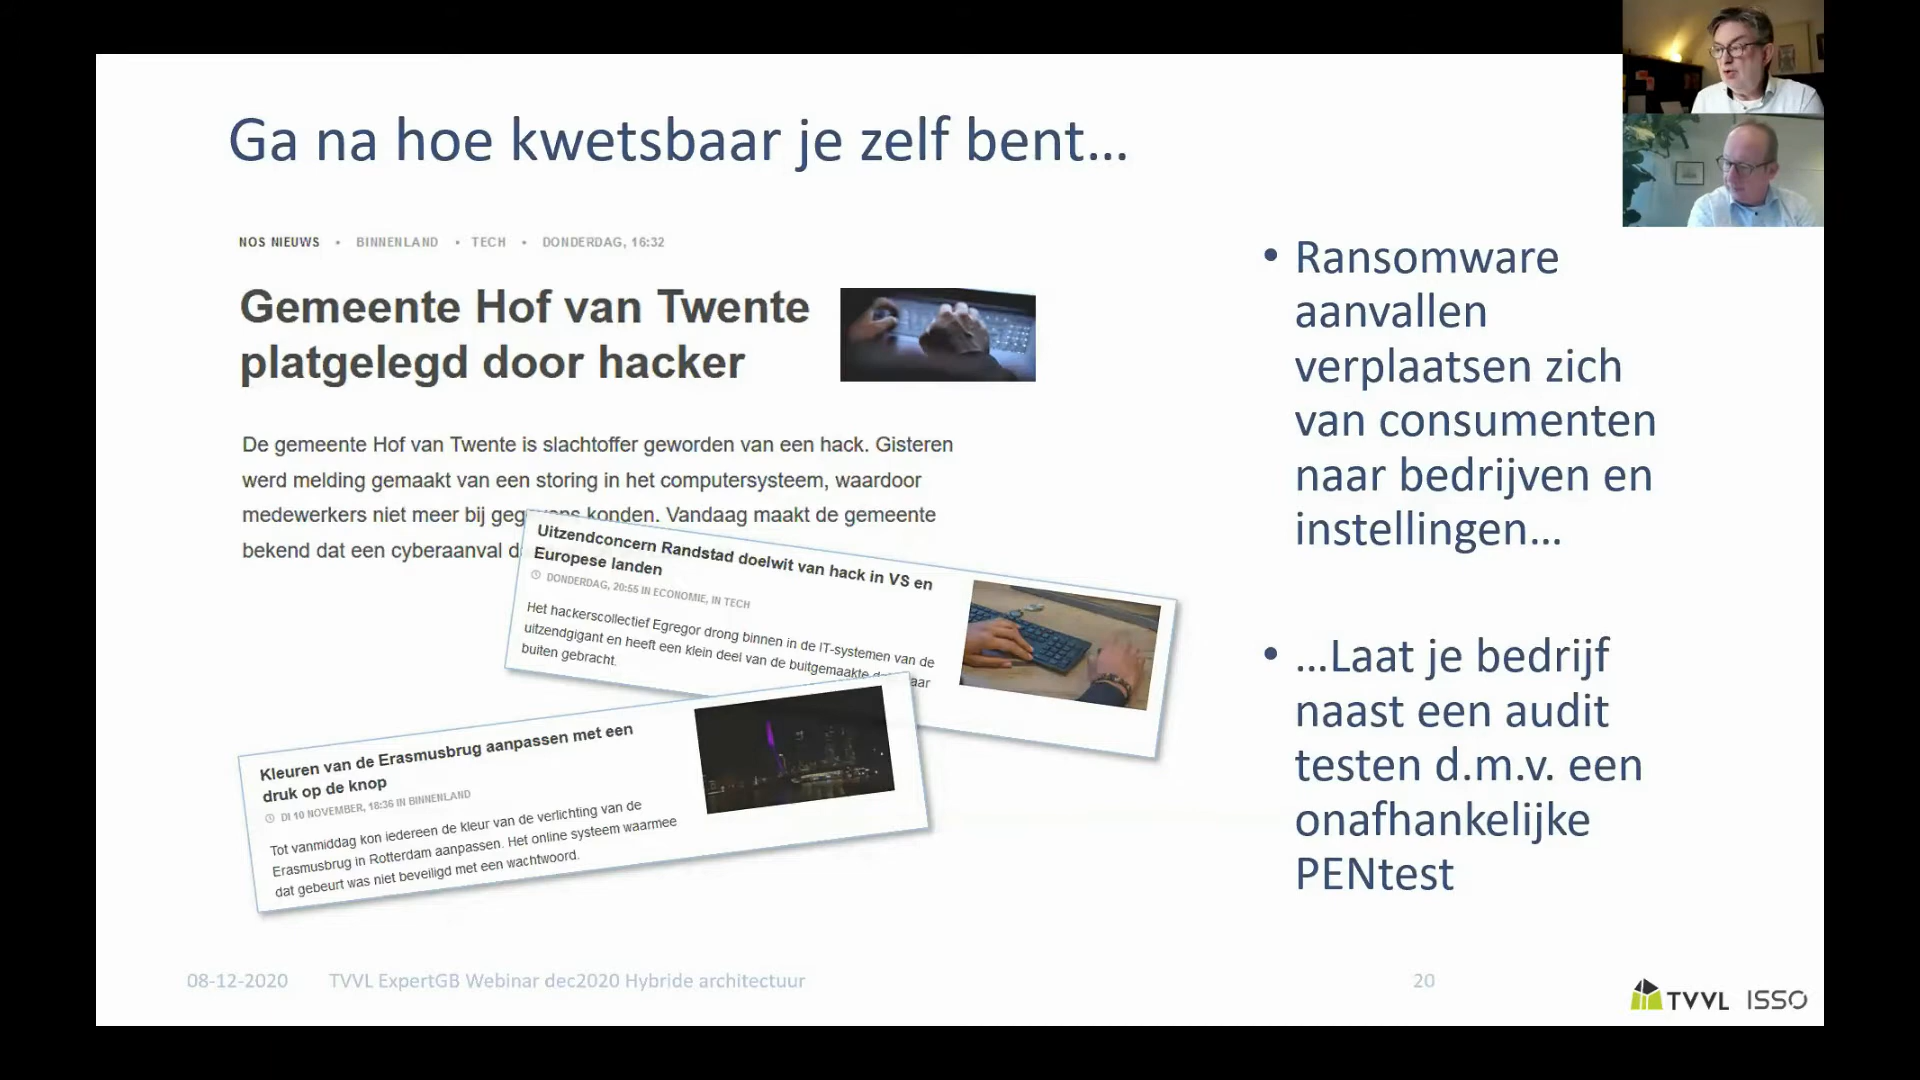 Ga na hoe kwetsbaar je zelf bent...
NOS NIEUWS • BINNENLAND • TECH • DONDERDAG, 16:32
Gemeente Hof van Twente
platgelegd door hacker
De gemeente Hof van Twente is slachtoffer geworden van een hack. Gisteren
werd melding gemaakt van een storing in het computersysteem, waardoor
medewerkers niet meer bij gegevens konden. Vandaag maakt de gemeente
bekend dat een cyberaanval
Uitzendconcern Randstad doelwit van hack in VS en
Europese landen
DONDERDAG, 20:55 IN ECONOMIE, IN TECH
Het hackerscollectief Egregor drong binnen in de IT-systemen van de
uitzendgigant en heeft een klein deel van de buitgemaakte
buiten gebracht.
Kleuren van de Erasmusbrug aanpassen met een
druk op de knop
DI 10 NOVEMBER, 18:36 IN BINNENLAND
Tot vanmiddag kon iedereen de kleur van de verlichting van de
Erasmusbrug in Rotterdam aanpassen. Het online systeem waarmee
dat gebeurt was niet beveiligd met een wachtwoord.
• Ransomware
aanvallen
verplaatsen zich
van consumenten
naar bedrijven en
instellingen...
• ...Laat je bedrijf
naast een audit
testen d.m.v. een
onafhankelijke
PENtest
08-12-2020 TVVL ExpertGB Webinar dec2020 Hybride architectuur 20
TVVL ISSO